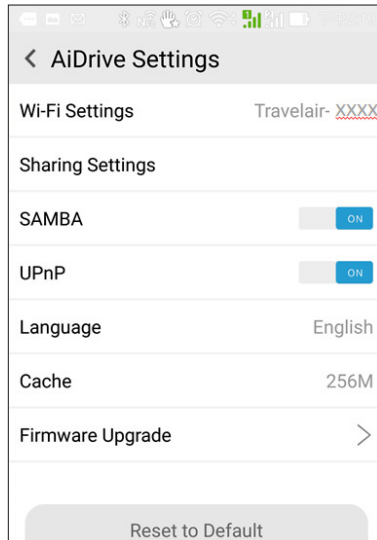 AiDrive Settings
Wi-Fi Settings Travelair- XXXX
Sharing Settings
SAMBA ON
UPnP ON
Language English
Cache 256M
Firmware Upgrade
Reset to Default